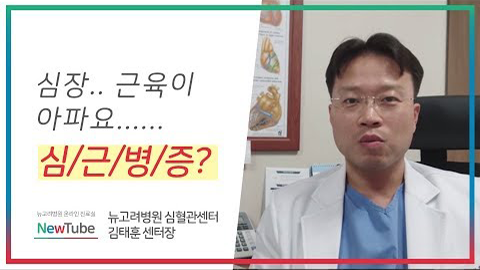 심장.. 근육이
아파요......
심/근/병/증?
뉴고려병원 온라인 진료실
NewTube
뉴고려병원 심혈관센터
김태훈 센터장